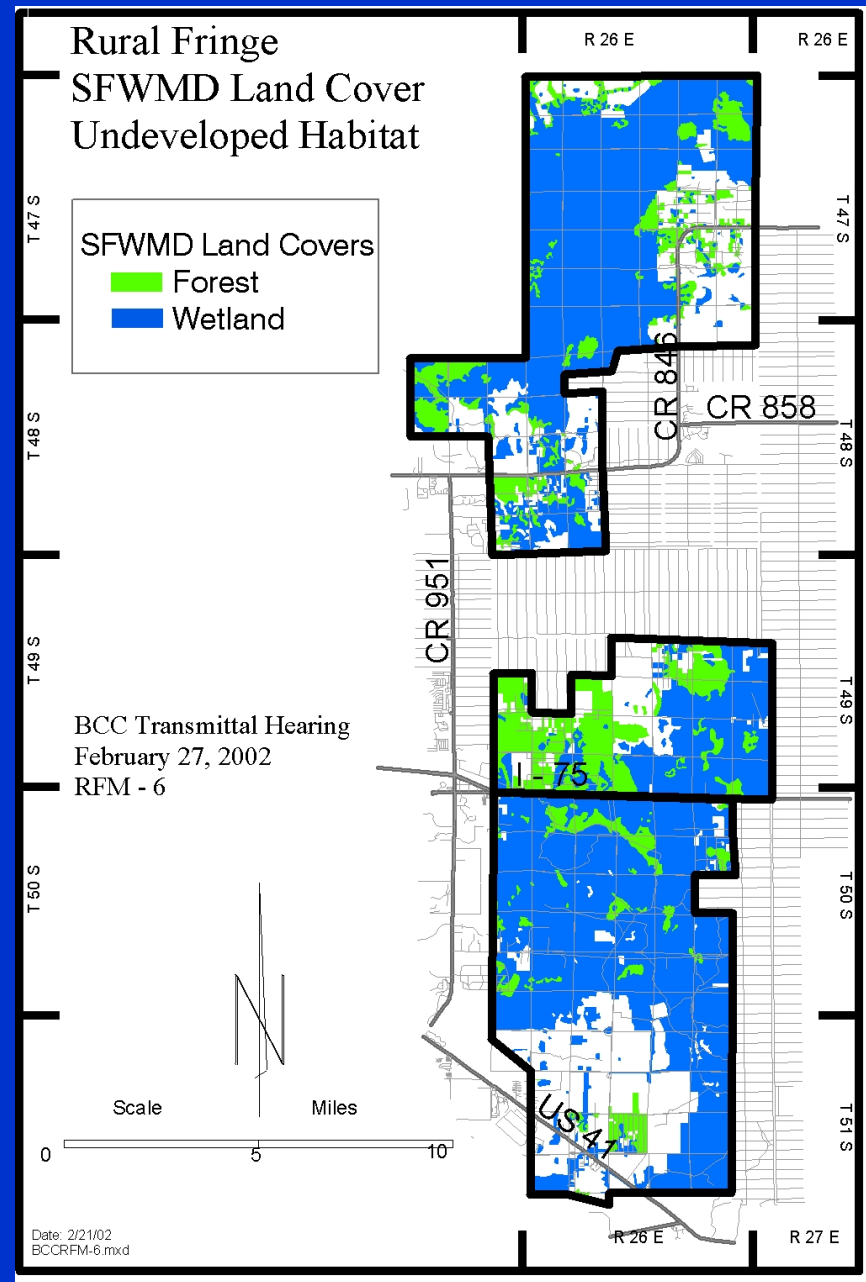 Rural Fringe
SFWMD Land Cover
Undeveloped Habitat
R 26 E
R 26 E
SFWMD Land Covers
Forest
Wetland
T 47 S
T 47 S
CR 846
CR 858
T 48 S
T 48 S
CR 951
T 49 S
T 49 S
BCC Transmittal Hearing
February 27, 2002
RFM - 6
I - 75
T 50 S
T 50 S
N
Scale
Miles
0
5
10
US 41
T 51 S
Date: 2/21/02
BCCRFM-6.mxd
R 26 E
R 27 E